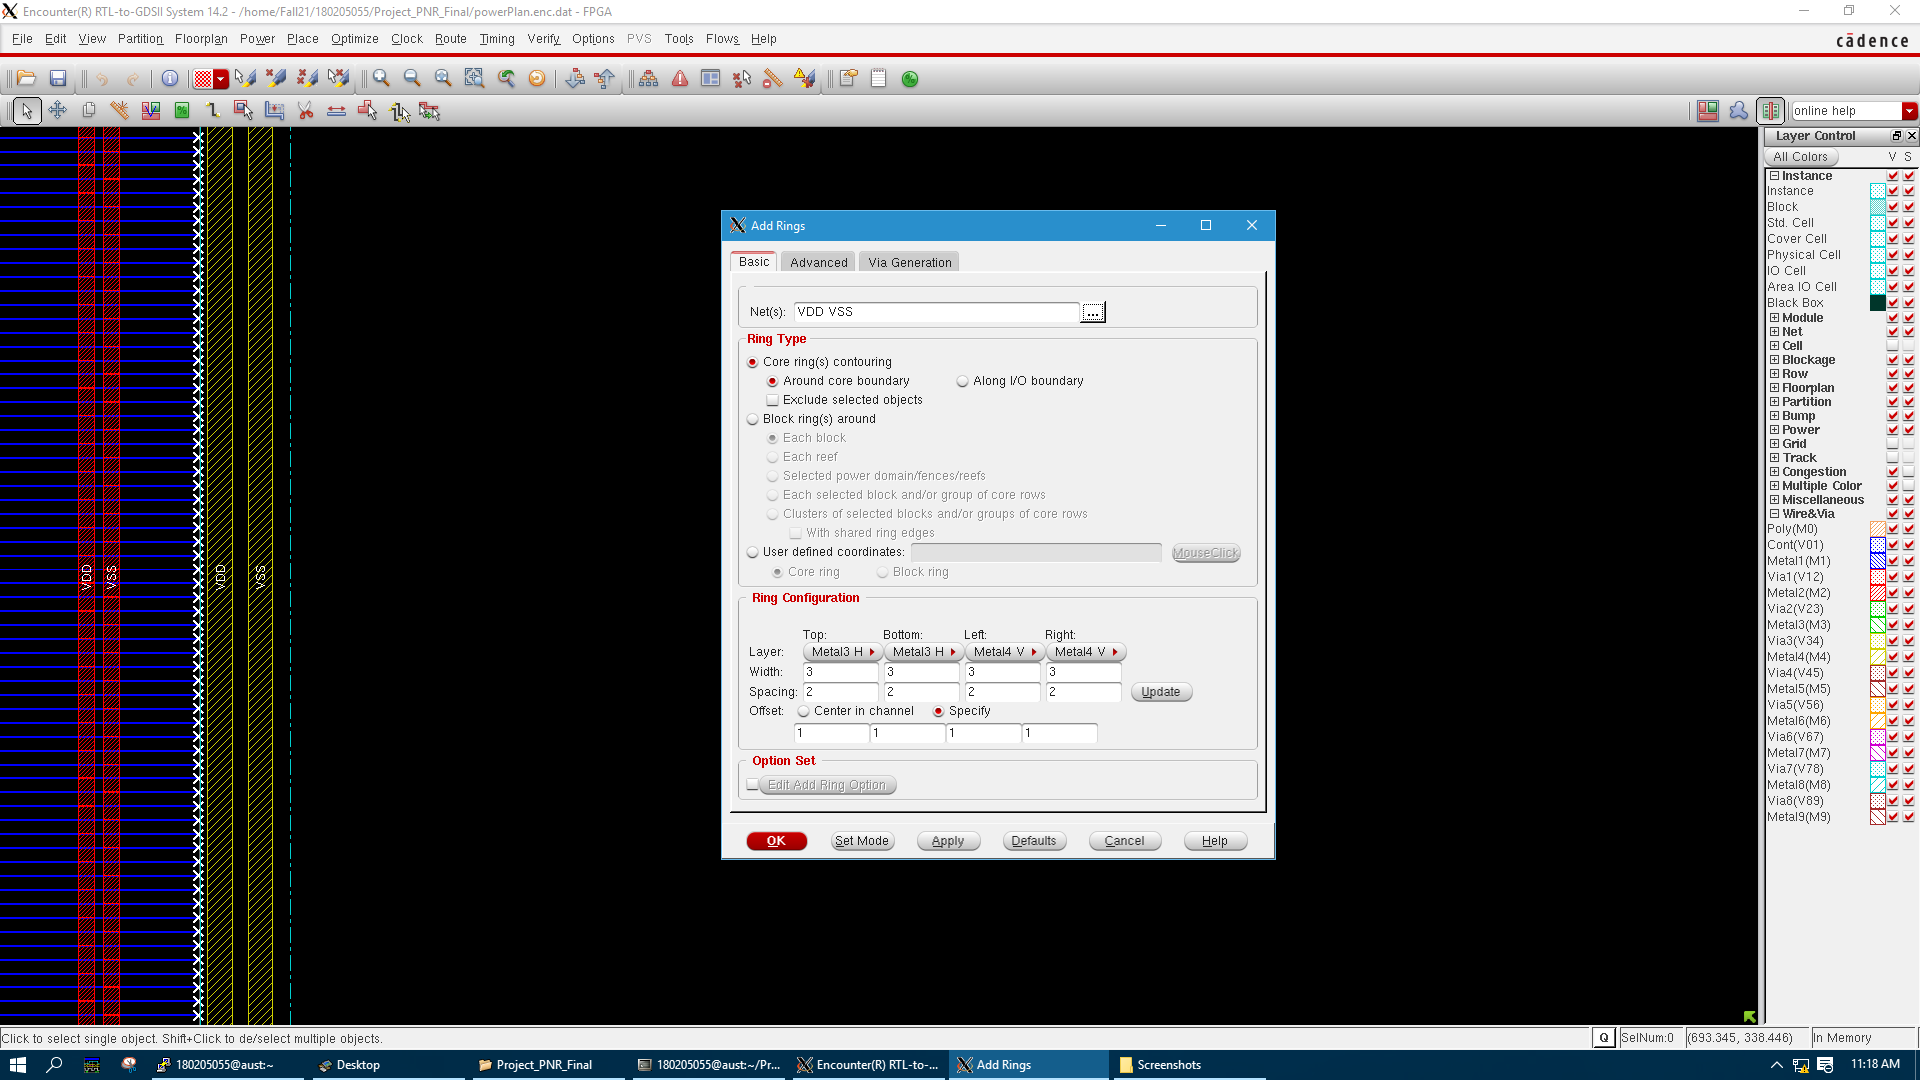 Encounter(R) RTL-to-GDSII System 14.2 - /home/Fall21/180205055/Project_PNR_Final/powerPlan.enc.dat - FPGA
File Edit View Partition Floorplan Power Place Optimize Clock Route Timing Verify Options PVS Tools Flows Help
cādence
online help
Layer Control
All Colors V S
Instance
Instance
Block
Std. Cell
Cover Cell
Physical Cell
IO Cell
Area IO Cell
Black Box
Module
Net
Cell
Blockage
Row
Floorplan
Partition
Bump
Power
Grid
Track
Congestion
Multiple Color
Miscellaneous
Wire&Via
Poly(M0)
Cont(V01)
Metal1(M1)
Via1(V12)
Metal2(M2)
Via2(V23)
Metal3(M3)
Via3(V34)
Metal4(M4)
Via4(V45)
Metal5(M5)
Via5(V56)
Metal6(M6)
Via6(V67)
Metal7(M7)
Via7(V78)
Metal8(M8)
Via8(V89)
Metal9(M9)
VDD VSS VDD VSS
Add Rings
Basic Advanced Via Generation
Net(s): VDD VSS ...
Ring Type
Core ring(s) contouring
Around core boundary Along I/O boundary
Exclude selected objects
Block ring(s) around
Each block
Each reef
Selected power domain/fences/reefs
Each selected block and/or group of core rows
Clusters of selected blocks and/or groups of core rows
With shared ring edges
User defined coordinates: MouseClick
Core ring Block ring
Ring Configuration
Top: Bottom: Left: Right:
Layer: Metal3 H Metal3 H Metal4 V Metal4 V
Width: 3 3 3 3
Spacing: 2 2 2 2 Update
Offset: Center in channel Specify
1 1 1 1
Option Set
Edit Add Ring Option
OK Set Mode Apply Defaults Cancel Help
Click to select single object. Shift+Click to de/select multiple objects.
Q SelNum:0 (693.345, 338.446) In Memory
180205055@aust:~ Desktop Project_PNR_Final 180205055@aust:~/Pr... Encounter(R) RTL-to-... Add Rings Screenshots 11:18 AM